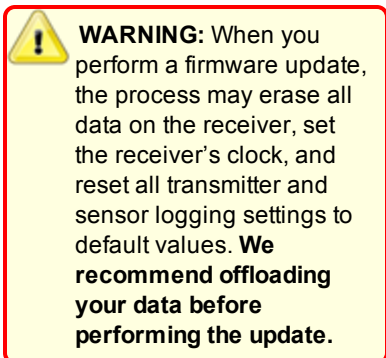 WARNING: When you
perform a firmware update,
the process may erase all
data on the receiver, set
the receiver's clock, and
reset all transmitter and
sensor logging settings to
default values. We
recommend offloading
your data before
performing the update.